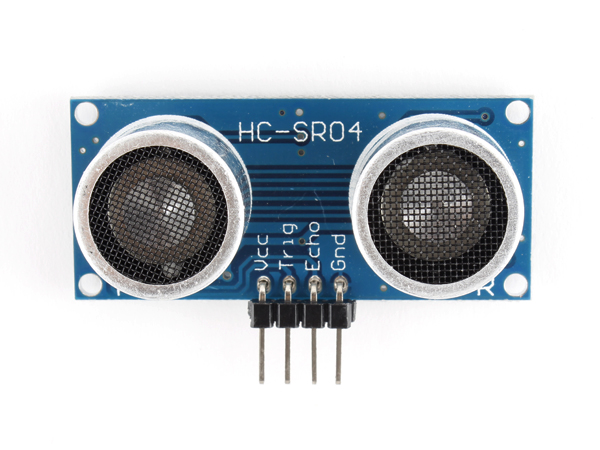 HC-SR04
Vcc
Trig
Echo
Gnd
R